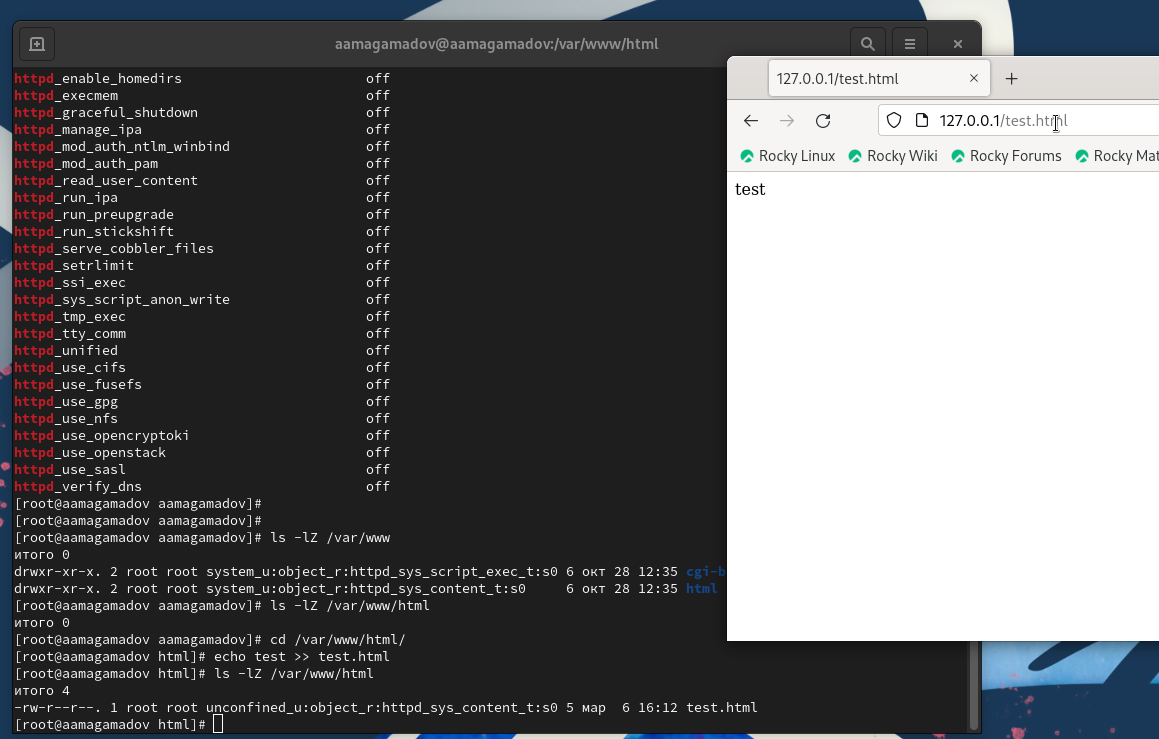 aamagamadov@aamagamadov:/var/www/html
httpd_enable_homedirs off
httpd_execmem off
httpd_graceful_shutdown off
httpd_manage_ipa off
httpd_mod_auth_ntlm_winbind off
httpd_mod_auth_pam off
httpd_read_user_content off
httpd_run_ipa off
httpd_run_preupgrade off
httpd_run_stickshift off
httpd_serve_cobbler_files off
httpd_setrlimit off
httpd_ssi_exec off
httpd_sys_script_anon_write off
httpd_tmp_exec off
httpd_tty_comm off
httpd_unified off
httpd_use_cifs off
httpd_use_fusefs off
httpd_use_gpg off
httpd_use_nfs off
httpd_use_opencryptoki off
httpd_use_openstack off
httpd_use_sasl off
httpd_verify_dns off
[root@aamagamadov aamagamadov]#
[root@aamagamadov aamagamadov]#
[root@aamagamadov aamagamadov]# ls -lZ /var/www
итого 0
drwxr-xr-x. 2 root root system_u:object_r:httpd_sys_script_exec_t:s0 6 окт 28 12:35 cgi-b
drwxr-xr-x. 2 root root system_u:object_r:httpd_sys_content_t:s0 6 окт 28 12:35 html
[root@aamagamadov aamagamadov]# ls -lZ /var/www/html
итого 0
[root@aamagamadov aamagamadov]# cd /var/www/html/
[root@aamagamadov html]# echo test >> test.html
[root@aamagamadov html]# ls -lZ /var/www/html
итого 4
-rw-r--r--. 1 root root unconfined_u:object_r:httpd_sys_content_t:s0 5 мар 6 16:12 test.html
[root@aamagamadov html]#
127.0.0.1/test.html
127.0.0.1/test.html
Rocky Linux Rocky Wiki Rocky Forums Rocky Mat
test